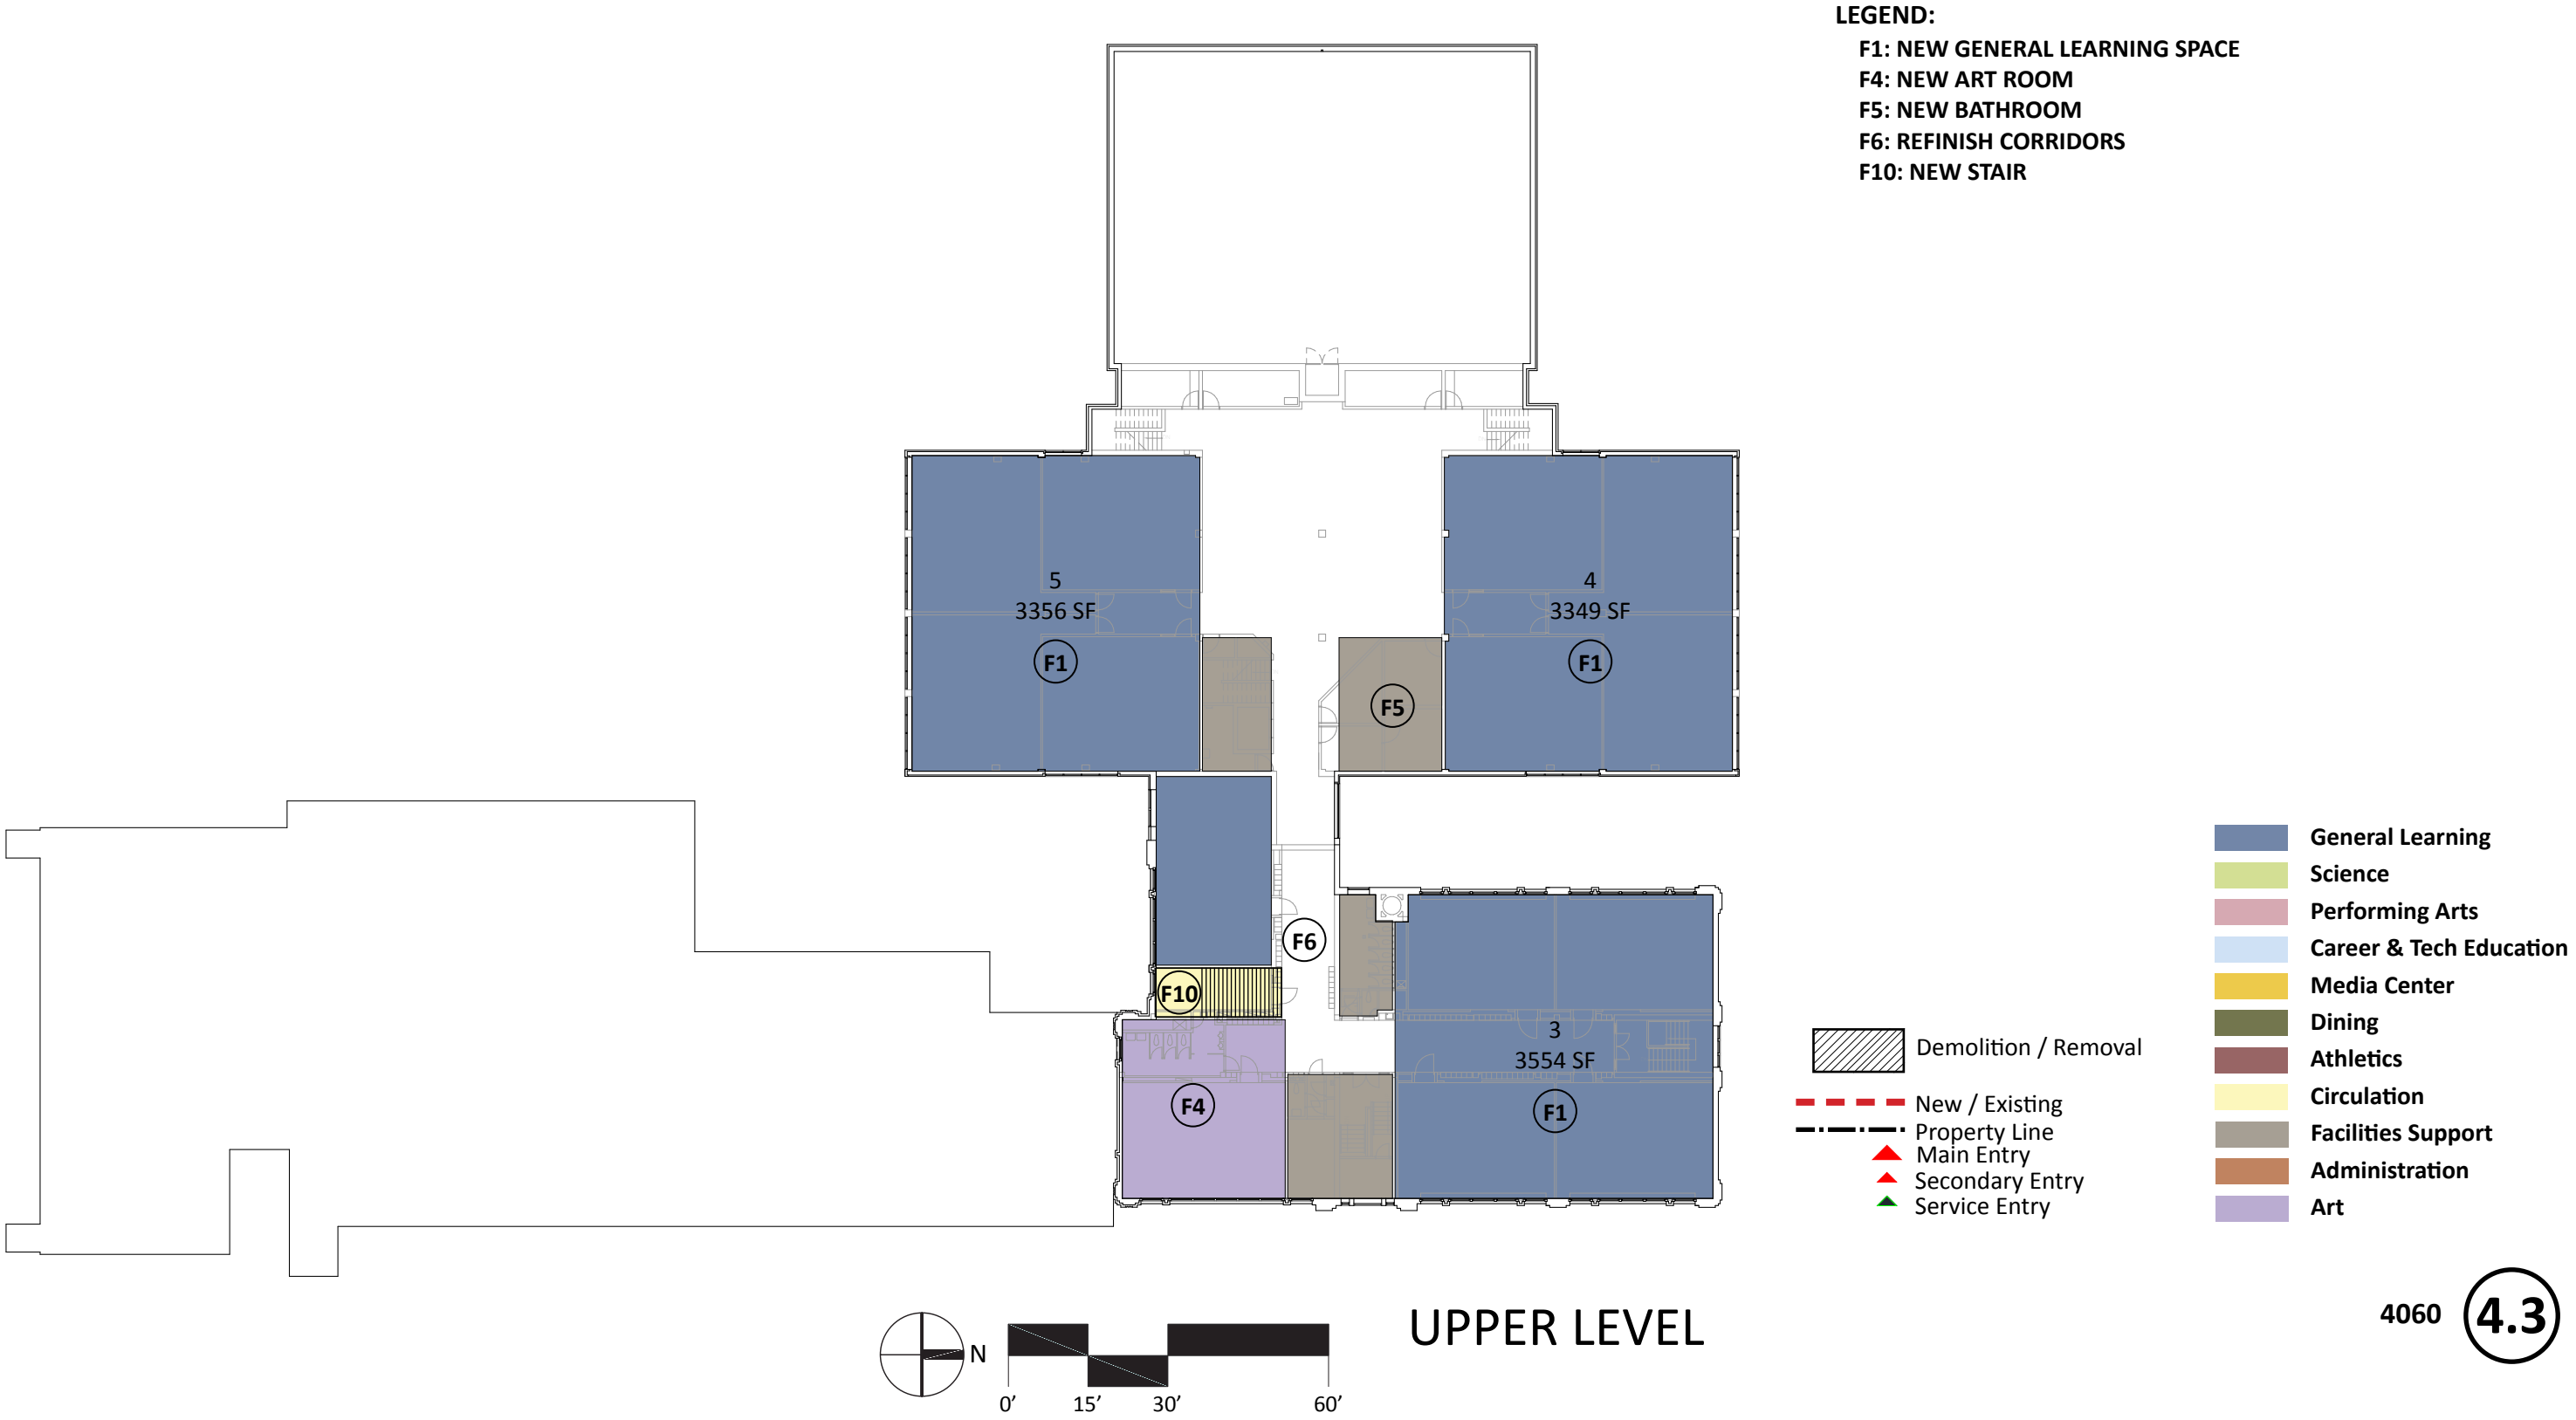 LEGEND:
F1: NEW GENERAL LEARNING SPACE
F4: NEW ART ROOM
F5: NEW BATHROOM
F6: REFINISH CORRIDORS
F10: NEW STAIR
5
3356 SF
F1
4
3349 SF
F1
F5
F6
F10
3
3554 SF
F4
F1
General Learning
Science
Performing Arts
Career & Tech Education
Media Center
Dining
Athletics
Circulation
Facilities Support
Administration
Art
Demolition / Removal
New / Existing
Property Line
Main Entry
Secondary Entry
Service Entry
N
0’ 15’ 30’ 60’
UPPER LEVEL
4060 4.3